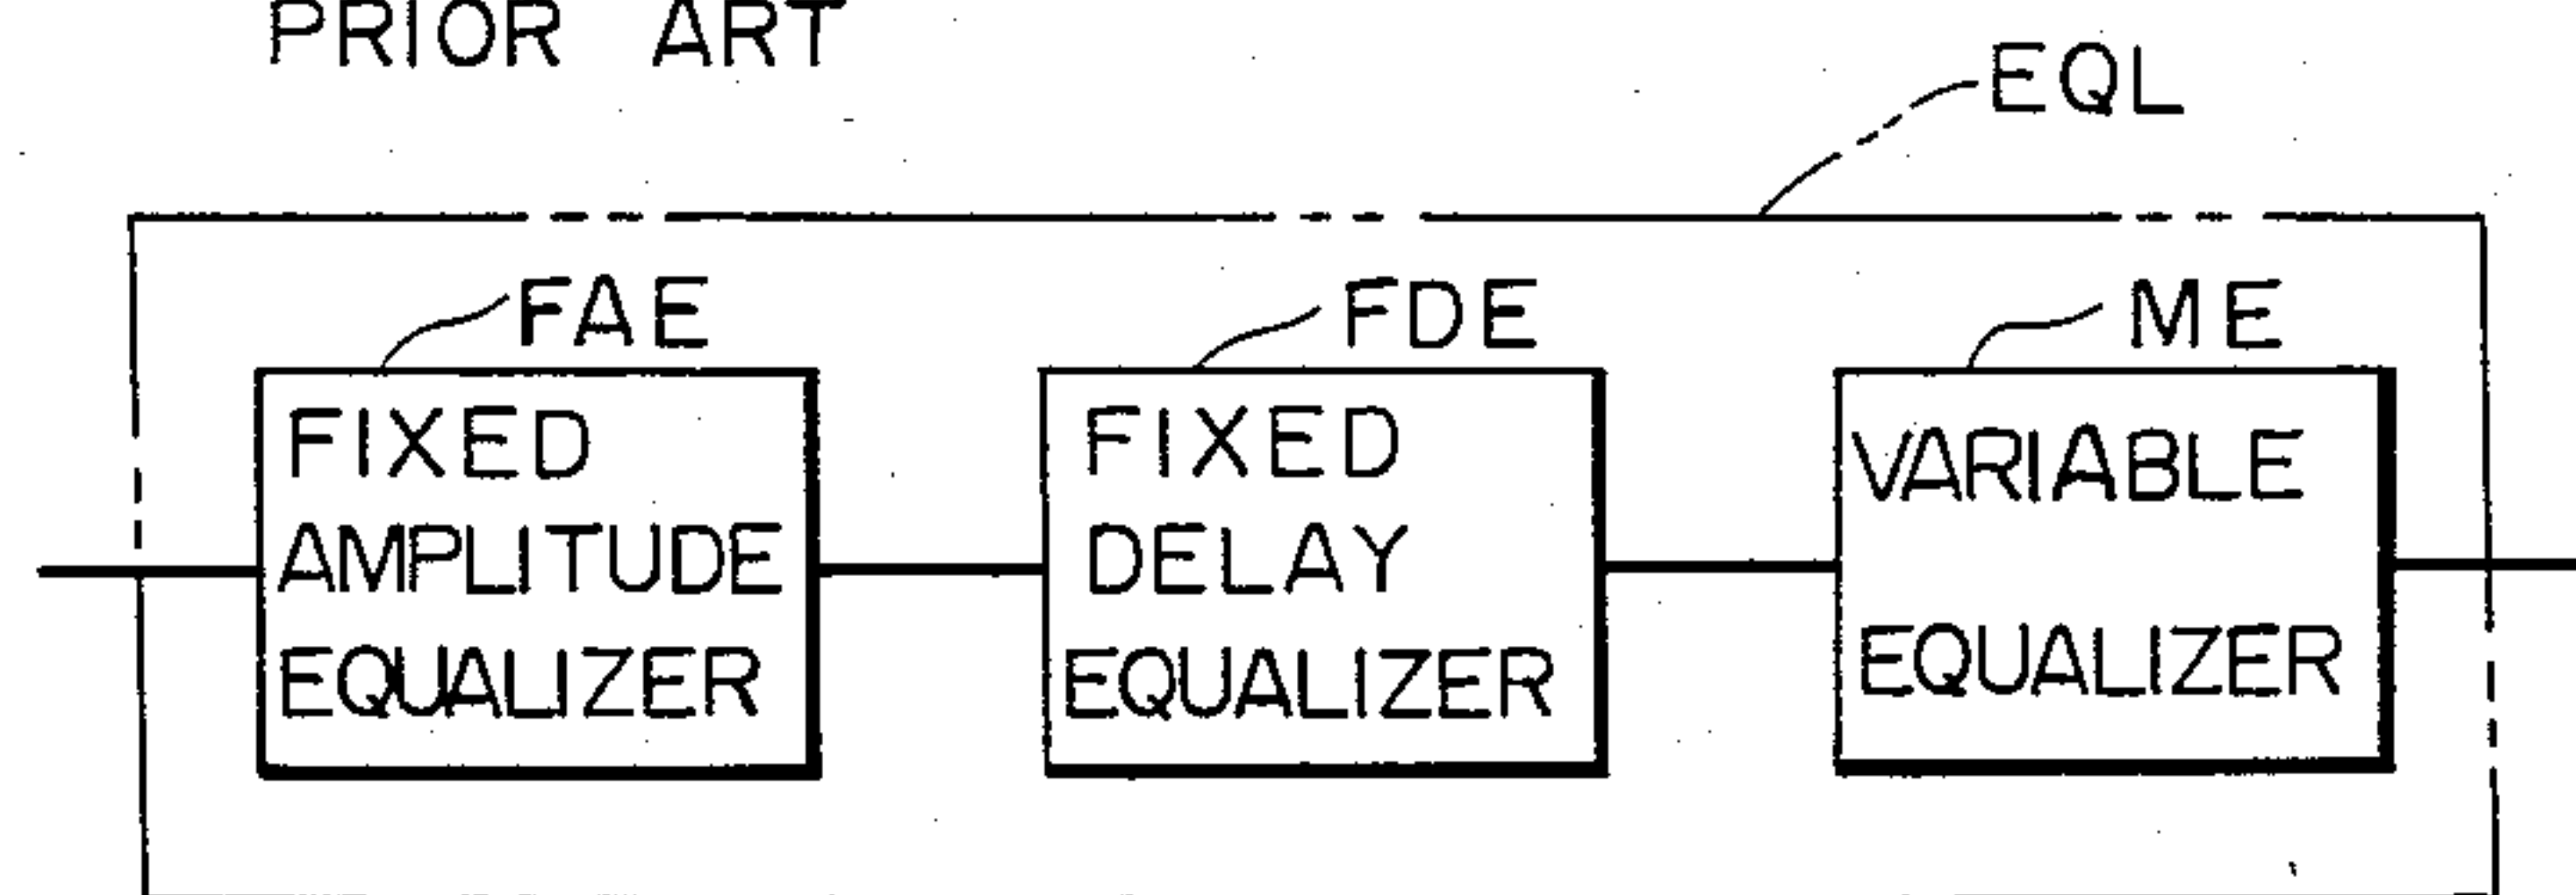 PRIOR ART
EQL
FAE
FDE
ME
FIXED
AMPLITUDE
EQUALIZER
FIXED
DELAY
EQUALIZER
VARIABLE
EQUALIZER